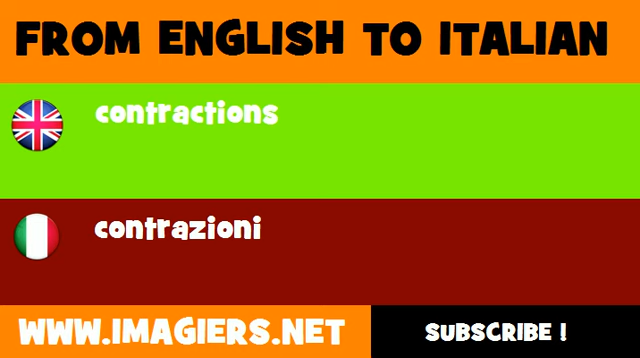 FROM ENGLISH TO ITALIAN
contractions
contrazioni
WWW.IMAGIERS.NET
SUBSCRIBE !